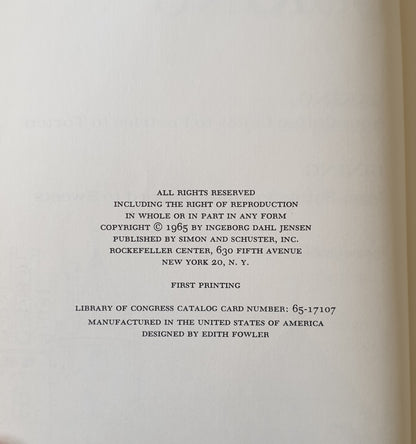 ALL RIGHTS RESERVED
INCLUDING THE RIGHT OF REPRODUCTION
IN WHOLE OR IN PART IN ANY FORM
COPYRIGHT © 1965 BY INGEBORG DAHL JENSEN
PUBLISHED BY SIMON AND SCHUSTER, INC.
ROCKEFELLER CENTER, 630 FIFTH AVENUE
NEW YORK 20, N. Y.
FIRST PRINTING
LIBRARY OF CONGRESS CATALOG CARD NUMBER: 65-17107
MANUFACTURED IN THE UNITED STATES OF AMERICA
DESIGNED BY EDITH FOWLER